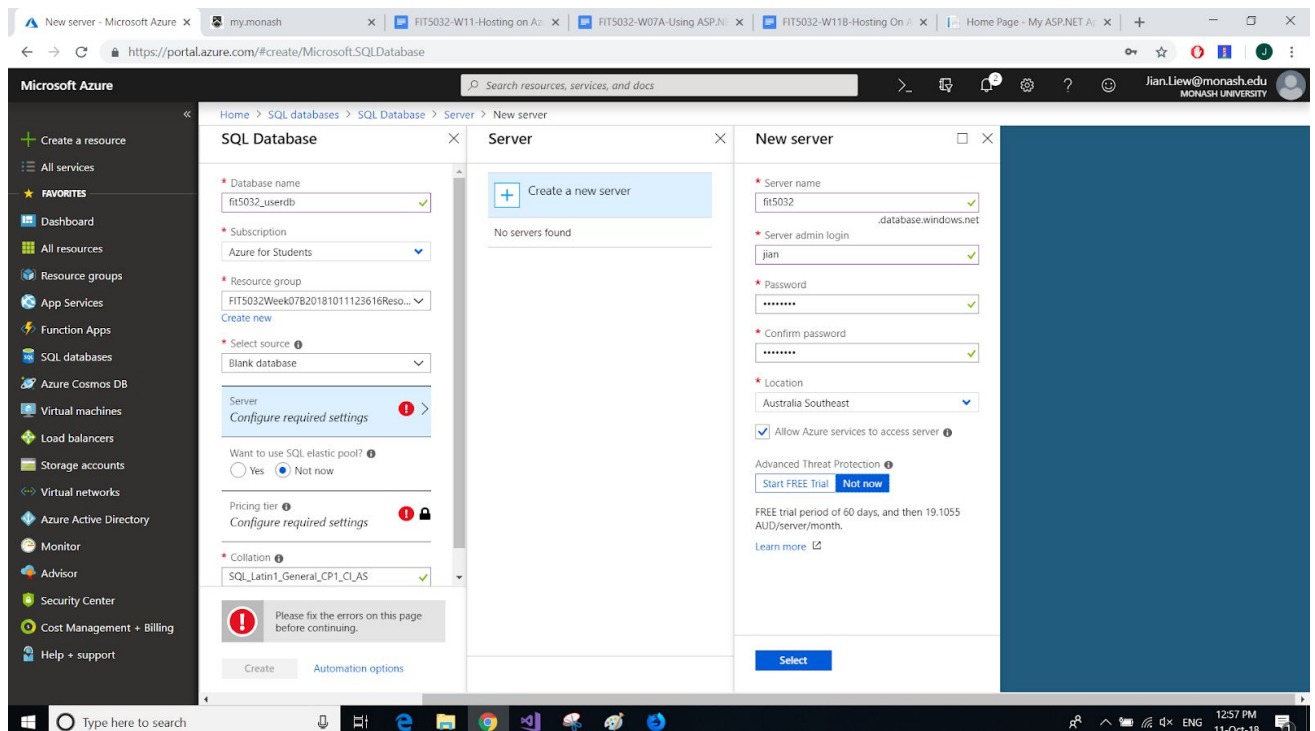 New server - Microsoft Azure
my.monash
FIT5032-W11-Hosting on Az
FIT5032-W07A-Using ASP.N
FIT5032-W11B-Hosting On A
Home Page - My ASP.NET Ap
https://portal.azure.com/#create/Microsoft.SQLDatabase
Microsoft Azure
Search resources, services, and docs
2
Jian.Liew@monash.edu
MONASH UNIVERSITY
Home > SQL databases > SQL Database > Server > New server
Create a resource
All services
FAVORITES
Dashboard
All resources
Resource groups
App Services
Function Apps
SQL databases
Azure Cosmos DB
Virtual machines
Load balancers
Storage accounts
Virtual networks
Azure Active Directory
Monitor
Advisor
Security Center
Cost Management + Billing
Help + support
SQL Database
* Database name
fit5032_userdb
* Subscription
Azure for Students
* Resource group
FIT5032Week07B20181011123616Reso...
Create new
* Select source
Blank database
Server
Configure required settings
Want to use SQL elastic pool?
Yes Not now
Pricing tier
Configure required settings
* Collation
SQL_Latin1_General_CP1_CI_AS
Please fix the errors on this page
before continuing.
Create Automation options
Server
Create a new server
No servers found
New server
* Server name
fit5032
.database.windows.net
* Server admin login
jian
* Password
••••••••
* Confirm password
••••••••
* Location
Australia Southeast
Allow Azure services to access server
Advanced Threat Protection
Start FREE Trial Not now
FREE trial period of 60 days, and then 19.1055
AUD/server/month.
Learn more
Select
Type here to search
ENG
12:57 PM
11-Oct-18